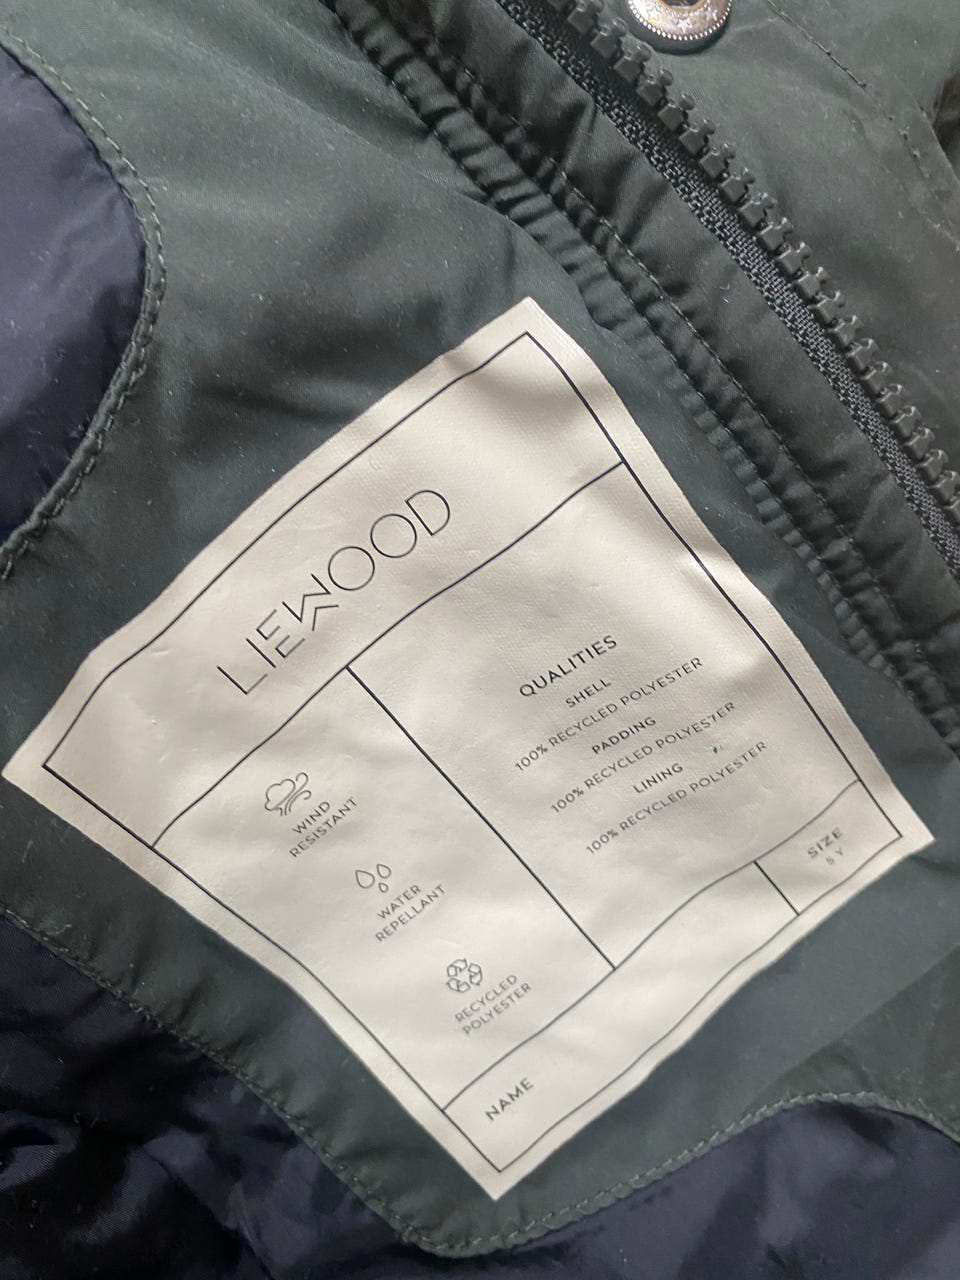 LIEWOOD
WIND
RESISTANT
WATER
REPELLANT
RECYCLED
POLYESTER
QUALITIES
SHELL
100% RECYCLED POLYESTER
PADDING
100% RECYCLED POLYESTER
LINING
100% RECYCLED POLYESTER
NAME
SIZE
5 Y